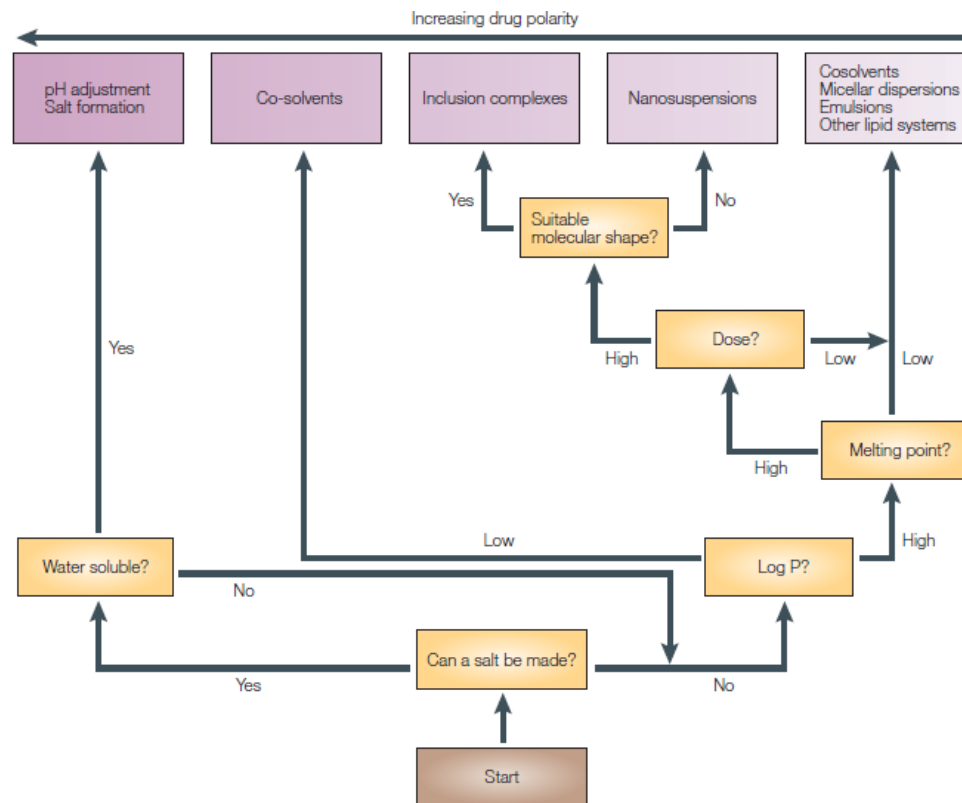 Increasing drug polarity
pH adjustment
Salt formation
Co-solvents
Inclusion complexes
Nanosuspensions
Cosolvents
Micellar dispersions
Emulsions
Other lipid systems
Yes
No
Suitable
molecular shape?
Yes
High
Dose?
Low
Low
High
Melting point?
Low
High
Water soluble?
No
Log P?
Can a salt be made?
Yes
No
Start